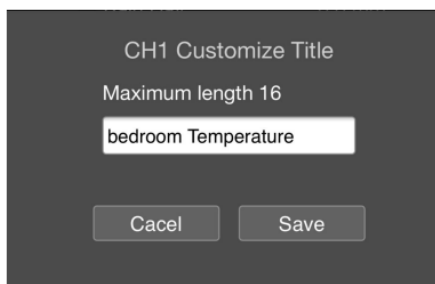 CH1 Customize Title
Maximum length 16
bedroom Temperature
Cacel Save